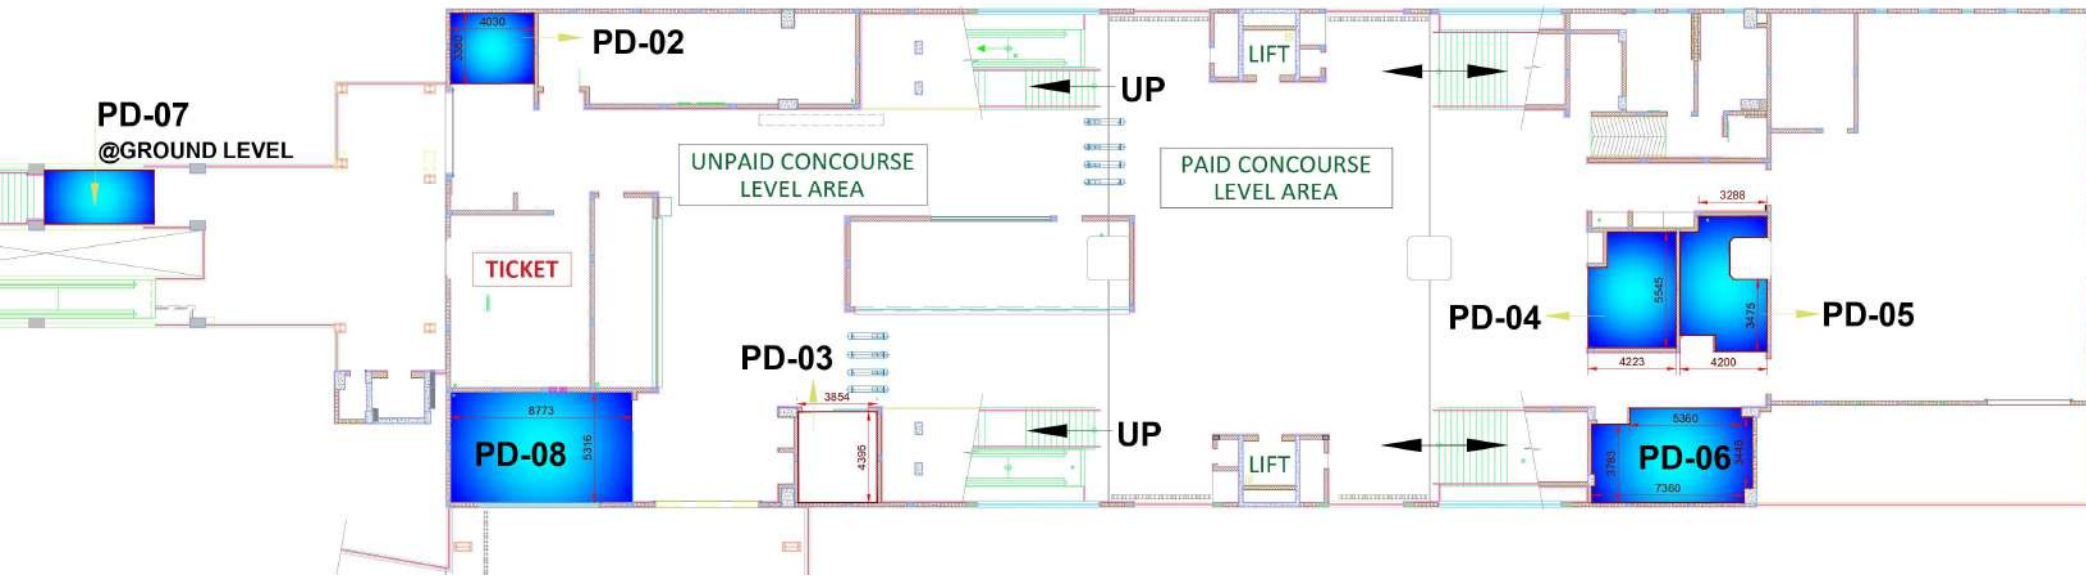 4030
3360
PD-02
PD-07
@GROUND LEVEL
UP
LIFT
UNPAID CONCOURSE
LEVEL AREA
PAID CONCOURSE
LEVEL AREA
3288
TICKET
5545
3475
PD-04
PD-05
4223
4200
PD-03
3854
4395
8773
5316
PD-08
UP
LIFT
5360
3783
3445
PD-06
7360